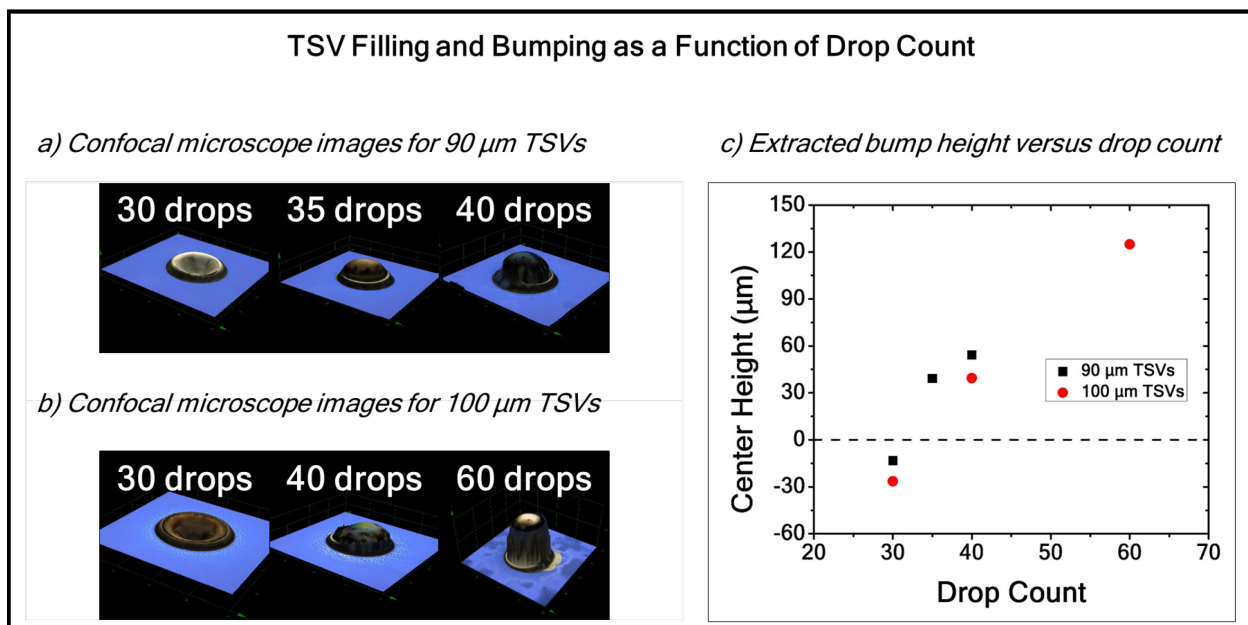 TSV Filling and Bumping as a Function of Drop Count
a) Confocal microscope images for 90 µm TSVs
30 drops 35 drops 40 drops
b) Confocal microscope images for 100 µm TSVs
30 drops 40 drops 60 drops
c) Extracted bump height versus drop count
Center Height (µm)
150
120
90
60
30
0
-30
-60
90 µm TSVs
100 µm TSVs
20 30 40 50 60 70
Drop Count